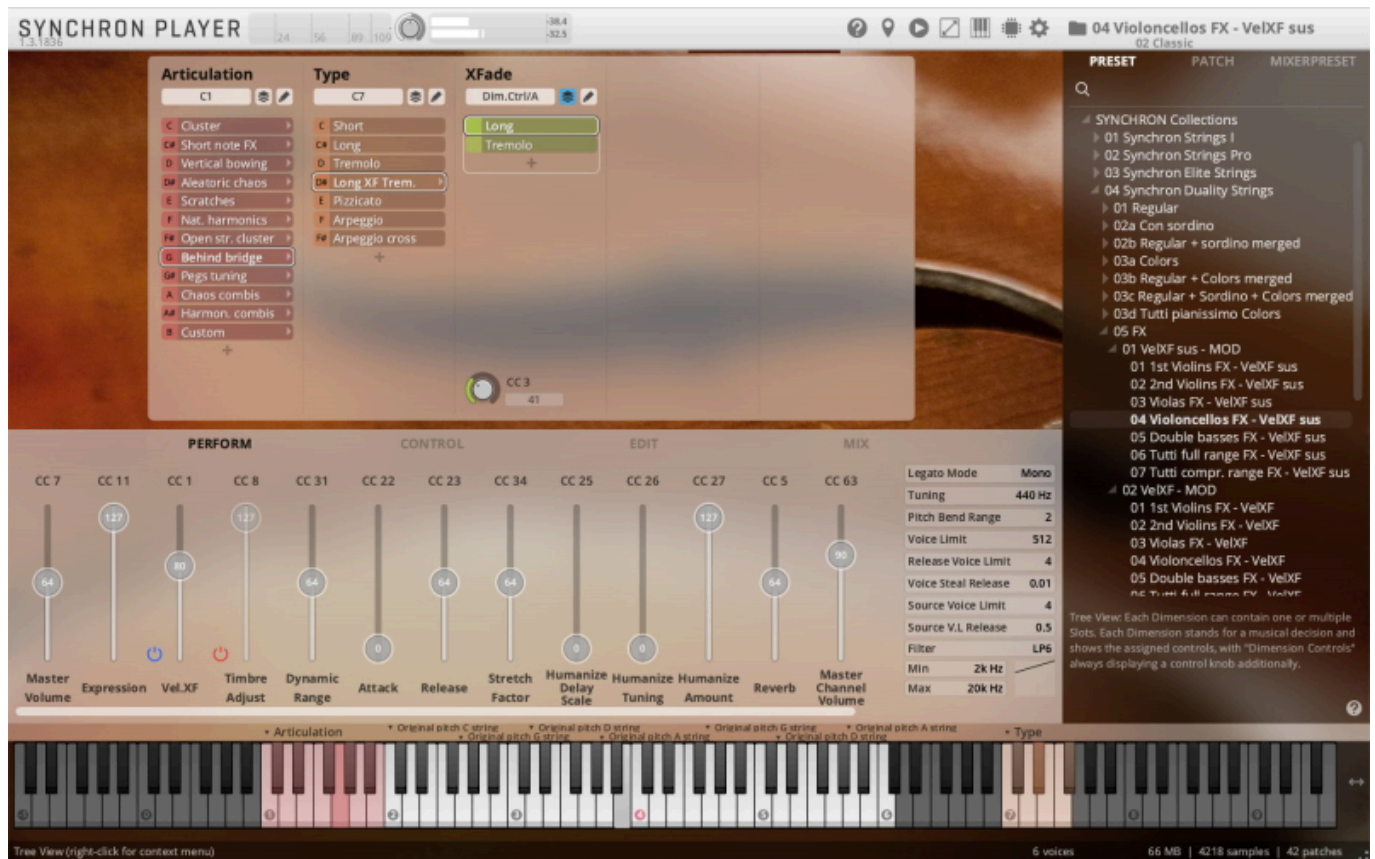 SYNCHRON PLAYER
1.3.1836
24 56 89 109
-38.4
-32.5
04 Violoncellos FX - VelXF sus
02 Classic
PRESET PATCH MIXERPRESET
Articulation Type XFade
C1 C7 Dim.Ctrl/A
C Cluster
C# Short note FX
D Vertical bowing
D# Aleatoric chaos
E Scratches
F Nat. harmonics
F# Open str. cluster
G Behind bridge
G# Pegs tuning
A Chaos combis
A# Harmon. combis
B Custom
+
C Short
C# Long
D Tremolo
D# Long XF Trem.
E Pizzicato
F Arpeggio
F# Arpeggio cross
+
Long
Tremolo
+
CC 3
41
SYNCHRON Collections
01 Synchron Strings I
02 Synchron Strings Pro
03 Synchron Elite Strings
04 Synchron Duality Strings
01 Regular
02a Con sordino
02b Regular + sordino merged
03a Colors
03b Regular + Colors merged
03c Regular + Sordino + Colors merged
03d Tutti pianissimo Colors
05 FX
01 VelXF sus - MOD
01 1st Violins FX - VelXF sus
02 2nd Violins FX - VelXF sus
03 Violas FX - VelXF sus
04 Violoncellos FX - VelXF sus
05 Double basses FX - VelXF sus
06 Tutti full range FX - VelXF sus
07 Tutti compr. range FX - VelXF sus
02 VelXF - MOD
01 1st Violins FX - VelXF
02 2nd Violins FX - VelXF
03 Violas FX - VelXF
04 Violoncellos FX - VelXF
05 Double basses FX - VelXF
06 Tutti full range FX - VelXF
Tree View: Each Dimension can contain one or multiple
Slots. Each Dimension stands for a musical decision and
shows the assigned controls, with "Dimension Controls"
always displaying a control knob additionally.
PERFORM CONTROL EDIT MIX
CC 7 CC 11 CC 1 CC 8 CC 31 CC 22 CC 23 CC 34 CC 25 CC 26 CC 27 CC 5 CC 63
64 127 80 127 64 0 64 64 0 0 127 64 90
Master Volume
Expression
Vel.XF
Timbre Adjust
Dynamic Range
Attack
Release
Stretch Factor
Humanize Delay Scale
Humanize Tuning
Humanize Amount
Reverb
Master Channel Volume
Legato Mode Mono
Tuning 440 Hz
Pitch Bend Range 2
Voice Limit 512
Release Voice Limit 4
Voice Steal Release 0.01
Source Voice Limit 4
Source V.L Release 0.5
Filter LP6
Min 2k Hz
Max 20k Hz
Articulation
Original pitch C string
Original pitch G string
Original pitch D string
Original pitch A string
Original pitch G string
Original pitch D string
Original pitch A string
Type
1 2 3 4 5 6 7
Tree View (right-click for context menu)
6 voices 66 MB | 4218 samples | 42 patches